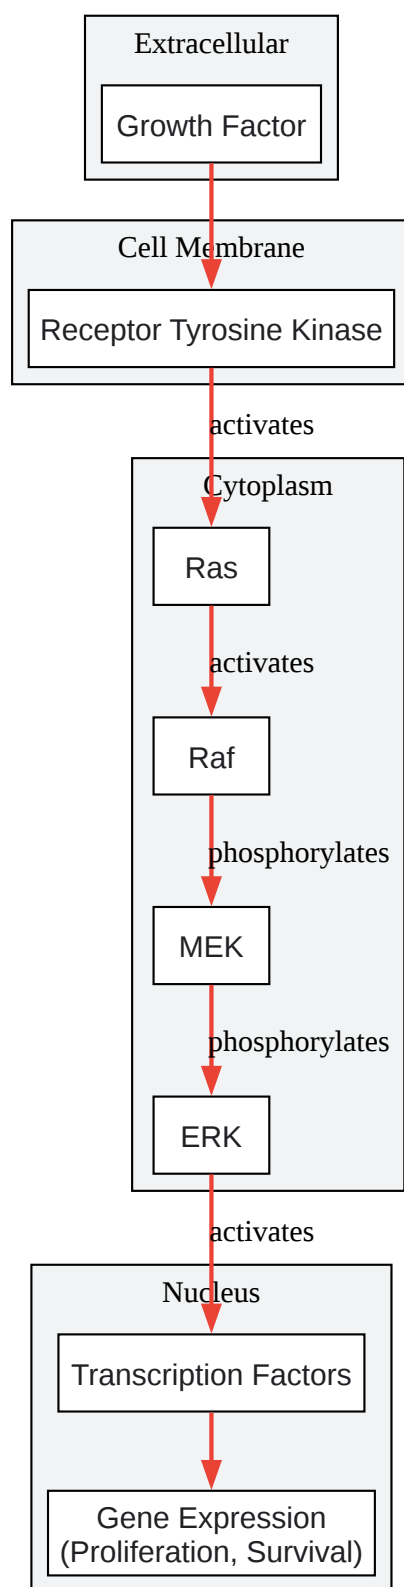 Extracellular
Growth Factor
Cell Membrane
Receptor Tyrosine Kinase
activates
Cytoplasm
Ras
activates
Raf
phosphorylates
MEK
phosphorylates
ERK
activates
Nucleus
Transcription Factors
Gene Expression
(Proliferation, Survival)